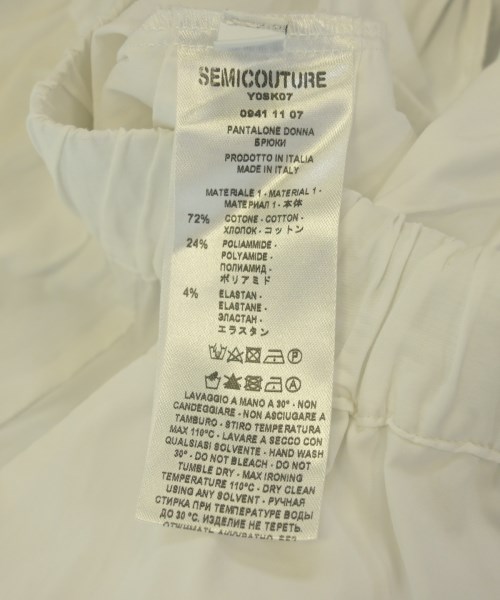 SEMICOUTURE
Y0SK07
0941 11 07
PANTALONE DONNA
БРЮКИ
PRODOTTO IN ITALIA
MADE IN ITALY
MATERIALE 1 - MATERIAL 1 -
МАТЕРИАЛ 1 - 本体
72% COTONE - COTTON -
ХЛОПОК - コットン
24% POLIAMMIDE -
POLYAMIDE -
ПОЛИАМИД -
ポリアミド
4% ELASTAN -
ELASTANE -
ЭЛАСТАН -
エラスタン
LAVAGGIO A MANO A 30° - NON
CANDEGGIARE - NON ASCIUGARE A
TAMBURO - STIRO TEMPERATURA
MAX 110°C - LAVARE A SECCO CON
QUALSIASI SOLVENTE - HAND WASH
30° - DO NOT BLEACH - DO NOT
TUMBLE DRY - MAX IRONING
TEMPERATURE 110°C - DRY CLEAN
USING ANY SOLVENT - РУЧНАЯ
СТИРКА ПРИ ТЕМПЕРАТУРЕ ВОДЫ
ДО 30 °C. ИЗДЕЛИЕ НЕ ТЕРЕТЬ.
ОТЖИМАТЬ АККУРАТНО, БЕЗ